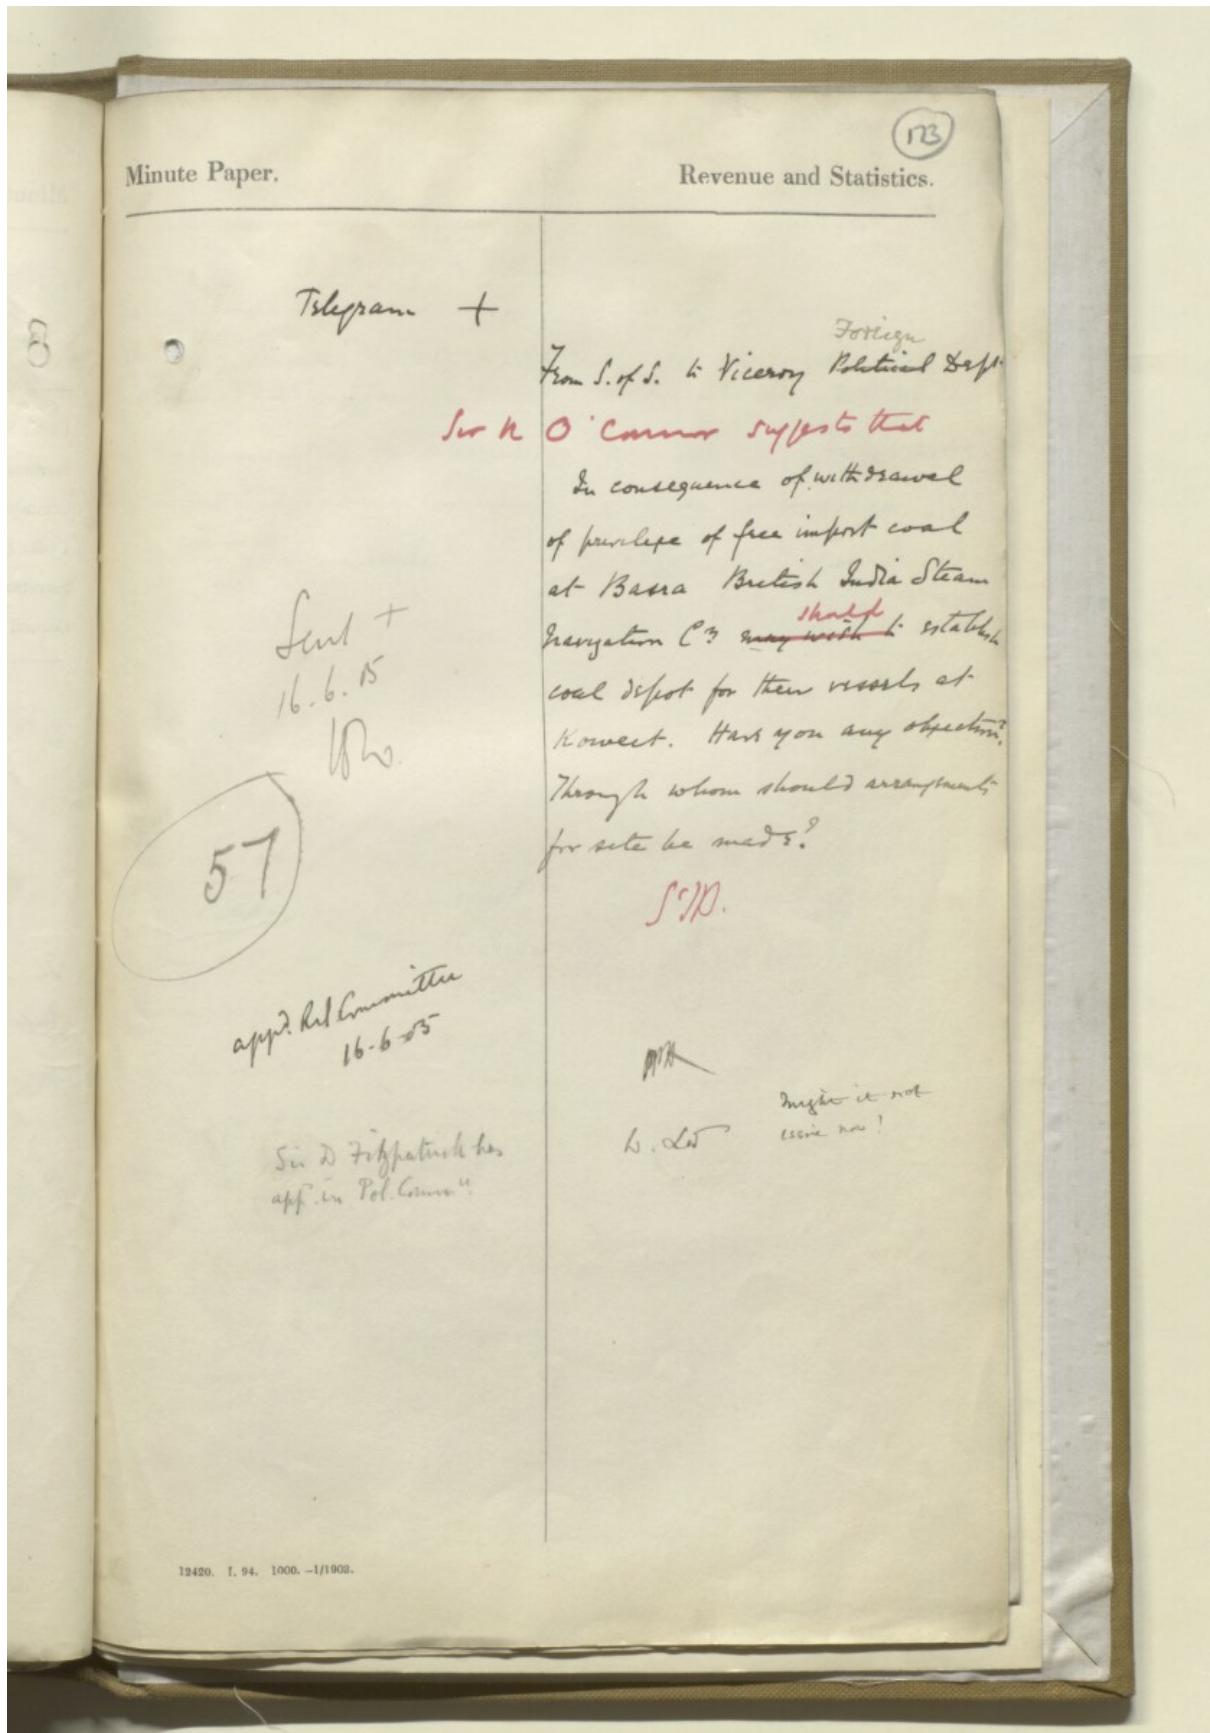 173
Minute Paper.
Revenue and Statistics.
Telegram +
Foreign
From S. of S. to Viceroy Political Dept.
Sir N O'Connor suggests that
In consequence of withdrawal
of privilege of free import coal
at Basra British India Steam
should
Navigation Cy may wish to establish
coal depot for their vessels at
Koweit. Have you any objection?
Through whom should arrangements
for site be made?
Sent +
16.6.05
57
appd. Pol Committee
16-6-05
might it not
issue now!
Sir D Fitzpatrick has
app. in Pol. Commee
12420. I. 94. 1000.-1/1903.